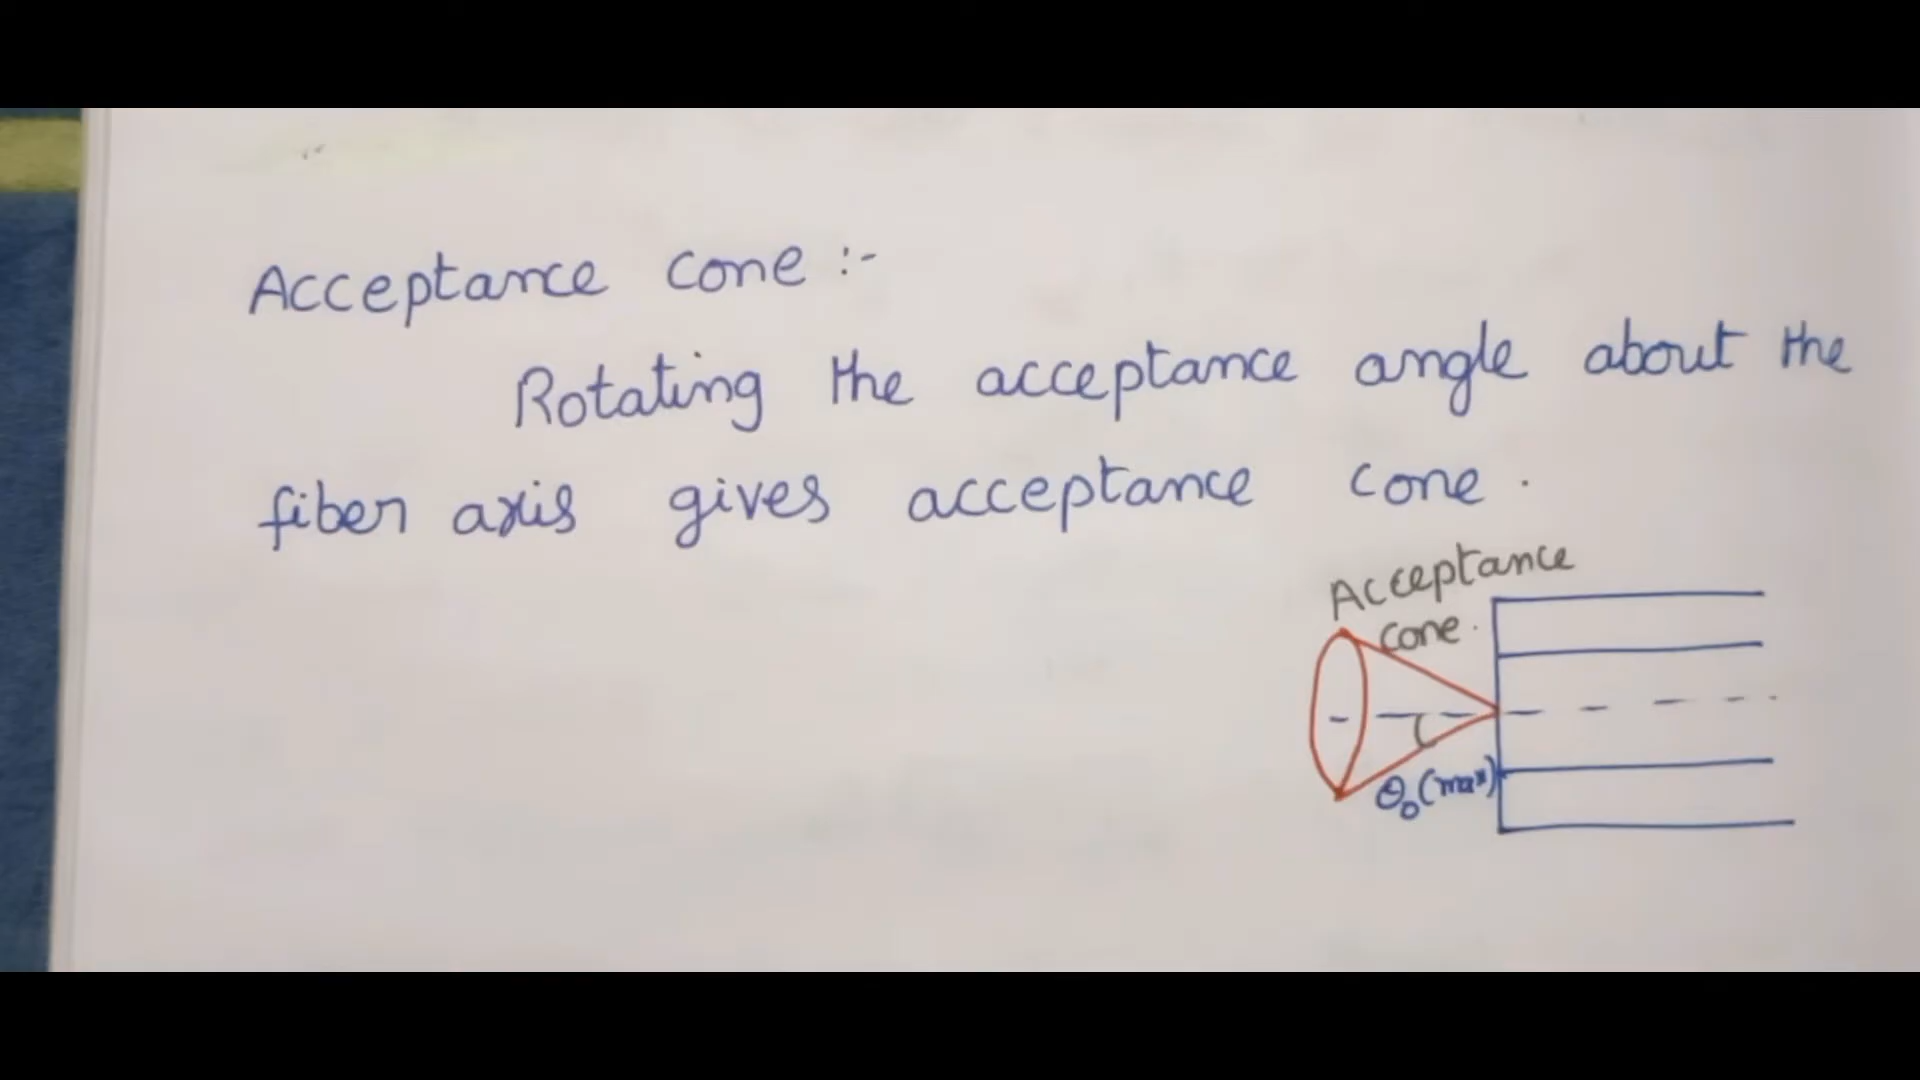 Acceptance cone :-
Rotating the acceptance angle about the
fiber axis gives acceptance cone.
Acceptance
cone.
θ₀(max)